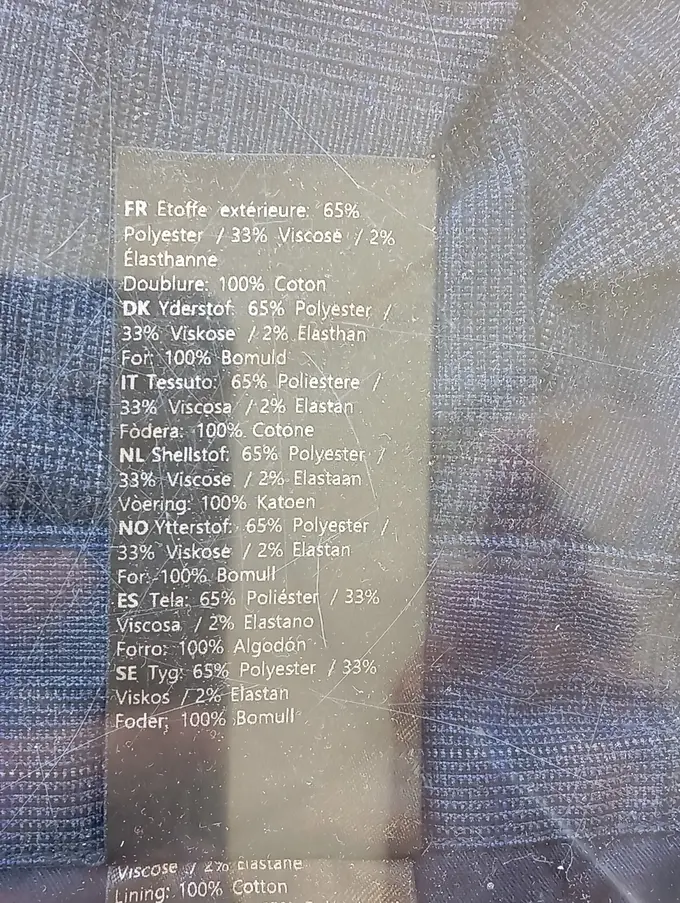 FR Etoffe extérieure: 65%
Polyester / 33% Viscose / 2%
Élasthanne
Doublure: 100% Coton
DK Yderstof: 65% Polyester /
33% Viskose / 2% Elasthan
For: 100% Bomuld
IT Tessuto: 65% Poliestere /
33% Viscosa / 2% Elastan
Fodera: 100% Cotone
NL Shellstof: 65% Polyester /
33% Viscose / 2% Elastaan
Voering: 100% Katoen
NO Ytterstof: 65% Polyester /
33% Viskose / 2% Elastan
For: 100% Bomull
ES Tela: 65% Poliéster / 33%
Viscosa / 2% Elastano
Forro: 100% Algodón
SE Tyg: 65% Polyester / 33%
Viskos / 2% Elastan
Foder: 100% Bomull
Viscose / 2% Elastane
Lining: 100% Cotton